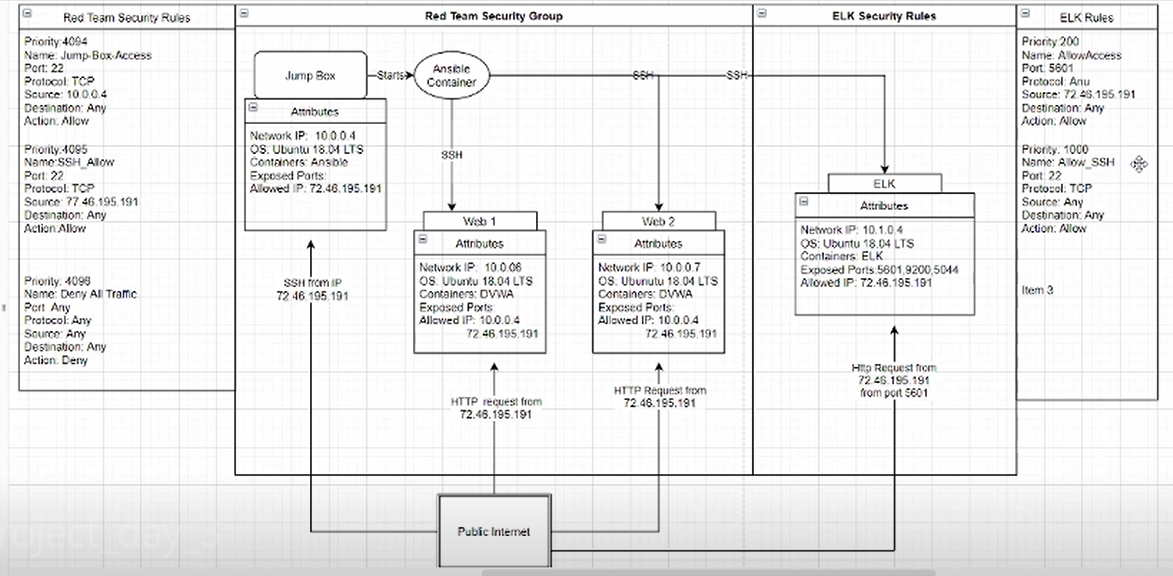 Red Team Security Rules
Priority:4094
Name: Jump-Box-Access
Port: 22
Protocol: TCP
Source: 10.0.0.4
Destination: Any
Action: Allow
Priority:4095
Name:SSH_Allow
Port: 22
Protocol: TCP
Source: 77.46.195.191
Destination: Any
Action:Allow
Priority: 4096
Name: Deny All Traffic
Port Any
Protocol: Any
Source: Any
Destination: Any
Action: Deny
Red Team Security Group
Jump Box
Starts
Ansible
Container
SSH
SSH
Attributes
Network IP: 10.0.0.4
OS: Ubuntu 18.04 LTS
Containers: Ansible
Exposed Ports:
Allowed IP: 72.46.195.191
SSH
Web 1
Attributes
Network IP: 10.0.06
OS: Ubuntu 18.04 LTS
Containers: DVWA
Exposed Ports:
Allowed IP: 10.0.0.4
72.46.195.191
Web 2
Attributes
Network IP: 10.0.0.7
OS: Ubunutu 18.04 LTS
Containers: DVWA
Exposed Ports:
Allowed IP: 10.0.0.4
72.46.195.191
SSH from IP
72.46.195.191
HTTP request from
72.46.195.191
HTTP Request from
72.46.195.191
Public Internet
ELK Security Rules
ELK
Attributes
Network IP: 10.1.0.4
OS: Ubuntu 18.04 LTS
Containers: ELK
Exposed Ports:5601,9200,5044
Allowed IP: 72.46.195.191
Http Request from
72.46.195.191
from port 5601
ELK Rules
Priority:200
Name: AllowAccess
Port: 5601
Protocol: Anu
Source: 72.46.195.191
Destination: Any
Action: Allow
Priority: 1000
Name: Allow_SSH
Port: 22
Protocol: TCP
Source: Any
Destination: Any
Action: Allow
Item 3